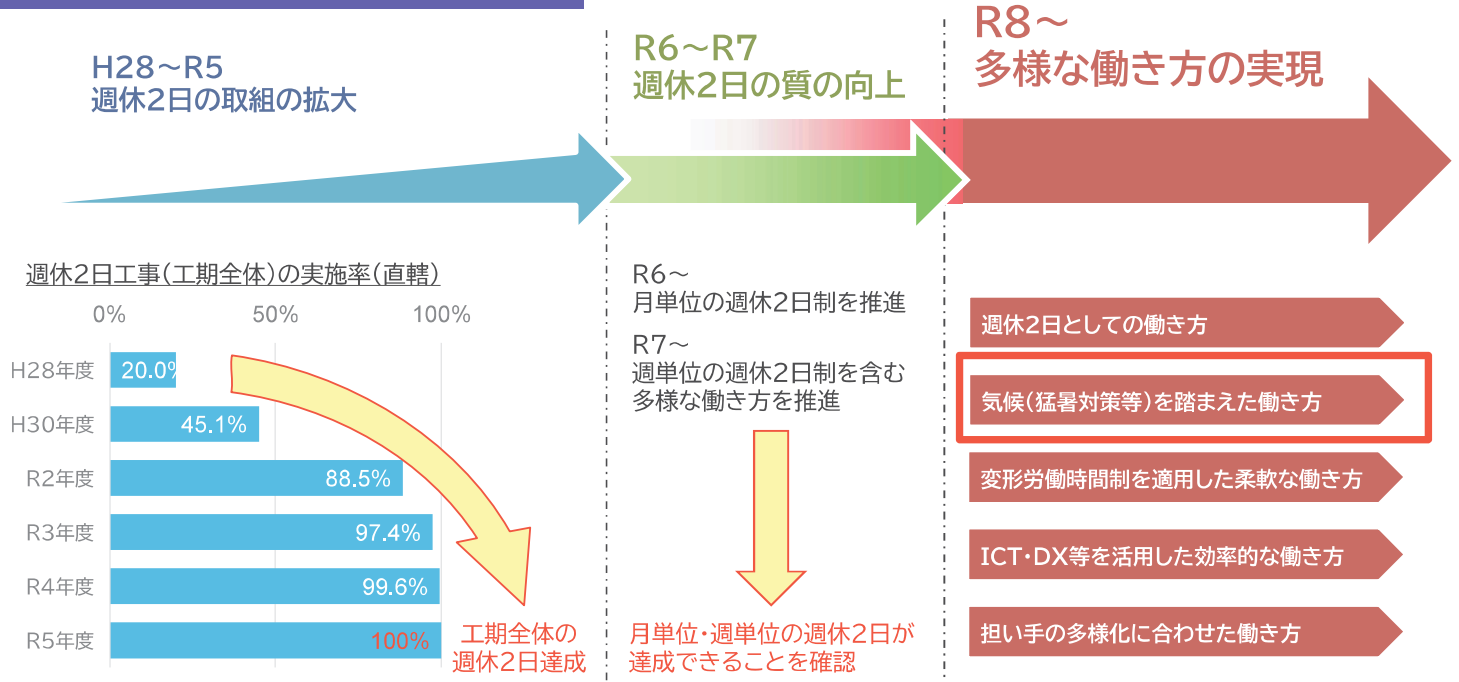 H28～R5
週休2日の取組の拡大
R6～R7
週休2日の質の向上
R8～
多様な働き方の実現
週休2日工事(工期全体)の実施率(直轄)
0% 50% 100%
H28年度 20.0%
H30年度 45.1%
R2年度 88.5%
R3年度 97.4%
R4年度 99.6%
R5年度 100%
工期全体の
週休2日達成
R6～
月単位の週休2日制を推進
R7～
週単位の週休2日制を含む
多様な働き方を推進
月単位・週単位の週休2日が
達成できることを確認
週休2日としての働き方
気候(猛暑対策等)を踏まえた働き方
変形労働時間制を適用した柔軟な働き方
ICT・DX等を活用した効率的な働き方
担い手の多様化に合わせた働き方